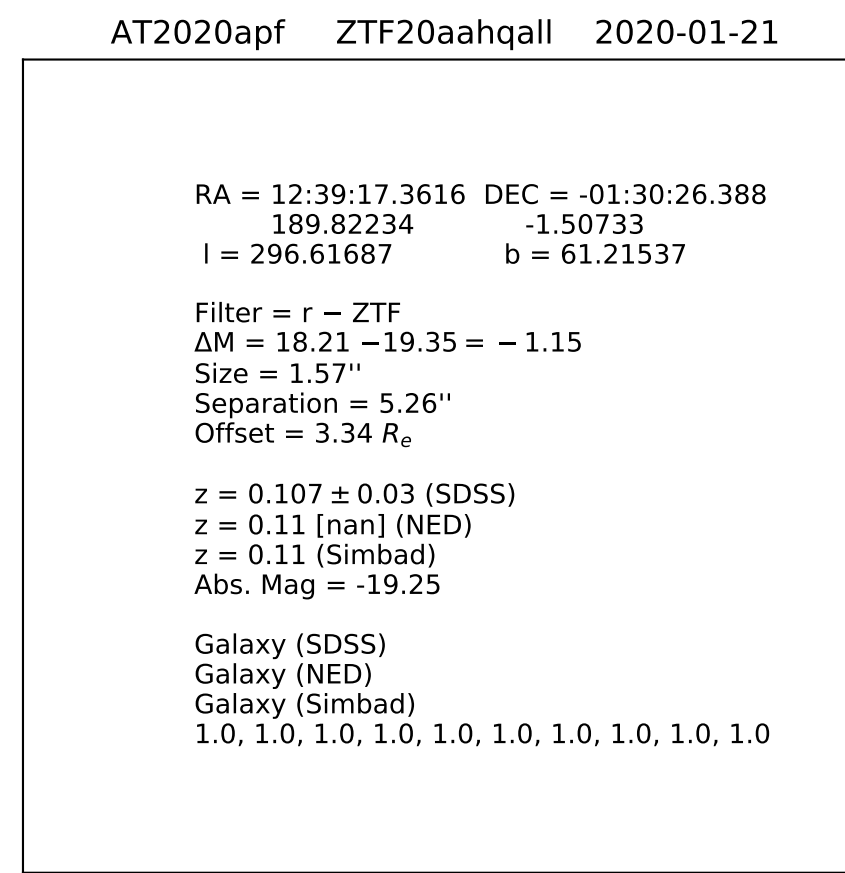 AT2020apf ZTF20aahqall 2020-01-21
RA = 12:39:17.3616 DEC = -01:30:26.388
189.82234 -1.50733
l = 296.61687 b = 61.21537
Filter = r − ZTF
ΔM = 18.21 −19.35 = − 1.15
Size = 1.57''
Separation = 5.26''
Offset = 3.34 Rₑ
z = 0.107 ± 0.03 (SDSS)
z = 0.11 [nan] (NED)
z = 0.11 (Simbad)
Abs. Mag = -19.25
Galaxy (SDSS)
Galaxy (NED)
Galaxy (Simbad)
1.0, 1.0, 1.0, 1.0, 1.0, 1.0, 1.0, 1.0, 1.0, 1.0